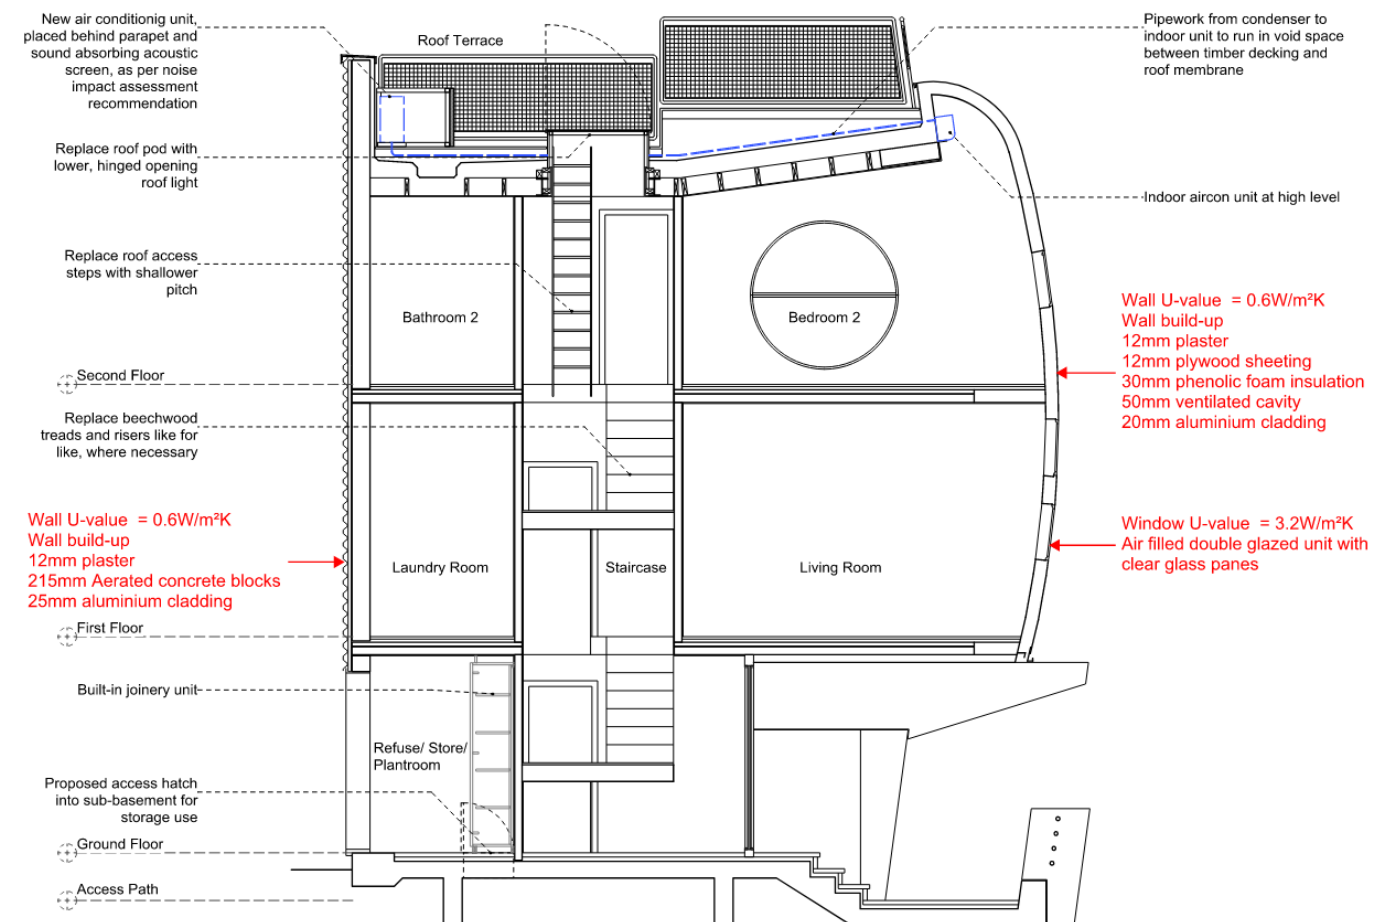 New air conditionig unit,
placed behind parapet and
sound absorbing acoustic
screen, as per noise
impact assessment
recommendation
Roof Terrace
Pipework from condenser to
indoor unit to run in void space
between timber decking and
roof membrane
Replace roof pod with
lower, hinged opening
roof light
Indoor aircon unit at high level
Replace roof access
steps with shallower
pitch
Bathroom 2
Bedroom 2
Wall U-value = 0.6W/m²K
Wall build-up
12mm plaster
12mm plywood sheeting
30mm phenolic foam insulation
50mm ventilated cavity
20mm aluminium cladding
Second Floor
Replace beechwood
treads and risers like for
like, where necessary
Wall U-value = 0.6W/m²K
Wall build-up
12mm plaster
215mm Aerated concrete blocks
25mm aluminium cladding
Laundry Room
Staircase
Living Room
Window U-value = 3.2W/m²K
Air filled double glazed unit with
clear glass panes
First Floor
Built-in joinery unit
Refuse/ Store/
Plantroom
Proposed access hatch
into sub-basement for
storage use
Ground Floor
Access Path